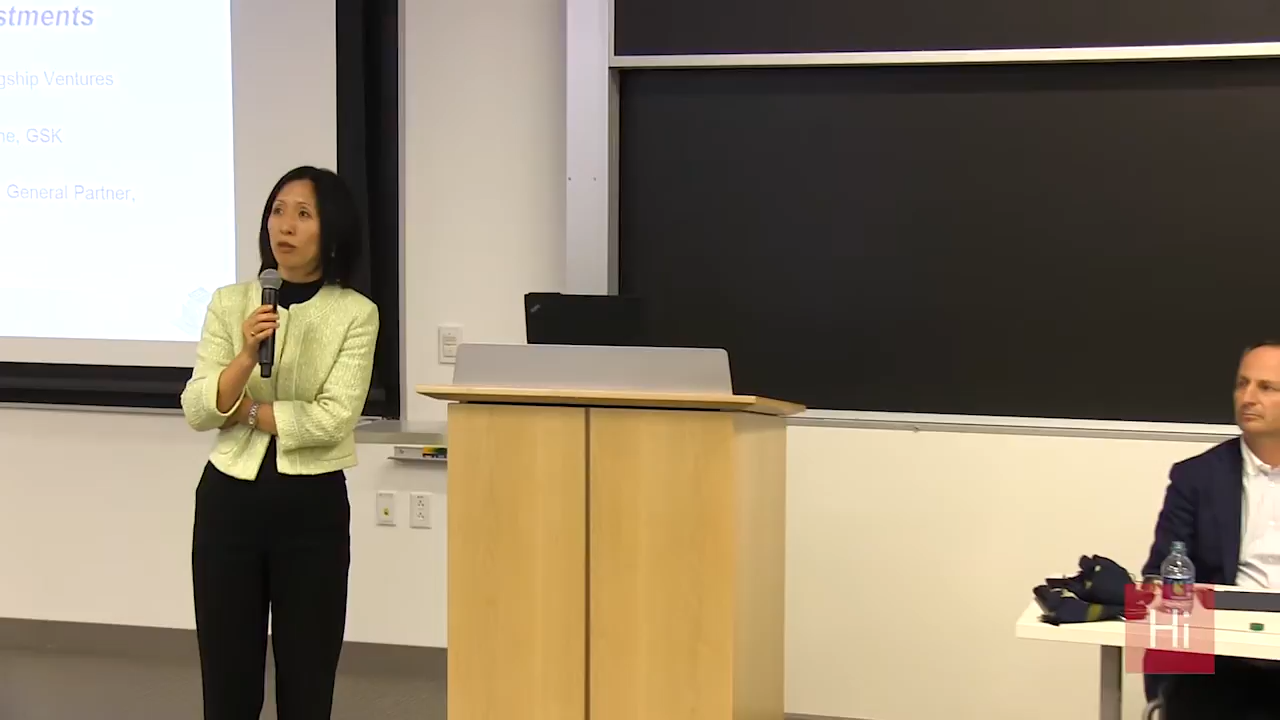 stments
gship Ventures
ne, GSK
General Partner,
Hi